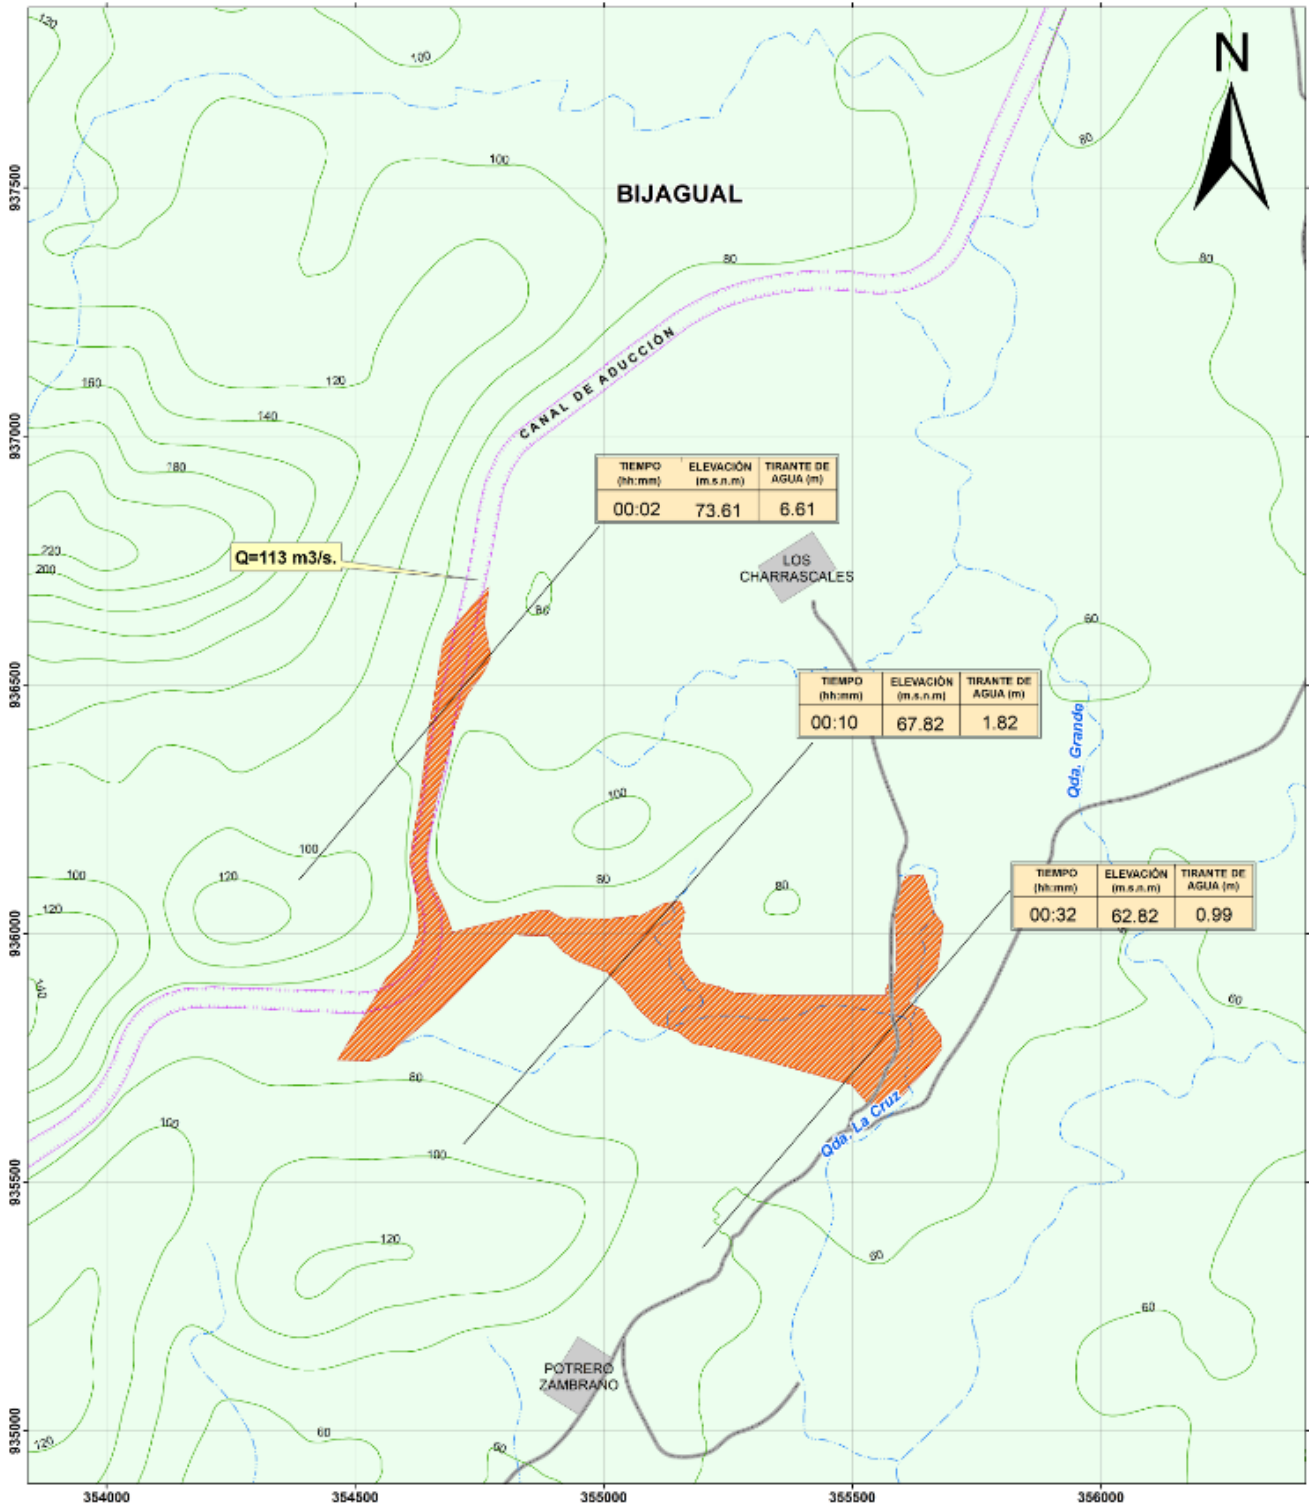 120
100
N
80
937500
100
BIJAGUAL
80
80
120
160
140
CANAL DE ADUCCIÓN
937000
280
TIEMPO (hh:mm) ELEVACIÓN (m.s.n.m) TIRANTE DE AGUA (m)
00:02 73.61 6.61
220
200
Q=113 m3/s.
LOS
CHARRASCALES
60
936500
TIEMPO (hh:mm) ELEVACIÓN (m.s.n.m) TIRANTE DE AGUA (m)
00:10 67.82 1.82
Qda. Grande
100
100
120
80
80
100
120
TIEMPO (hh:mm) ELEVACIÓN (m.s.n.m) TIRANTE DE AGUA (m)
00:32 62.82 0.99
936000
60
80
Qda. La Cruz
100
100
935500
120
60
60
POTRERO
ZAMBRANO
120
60
60
935000
354000 354500 355000 355500 356000